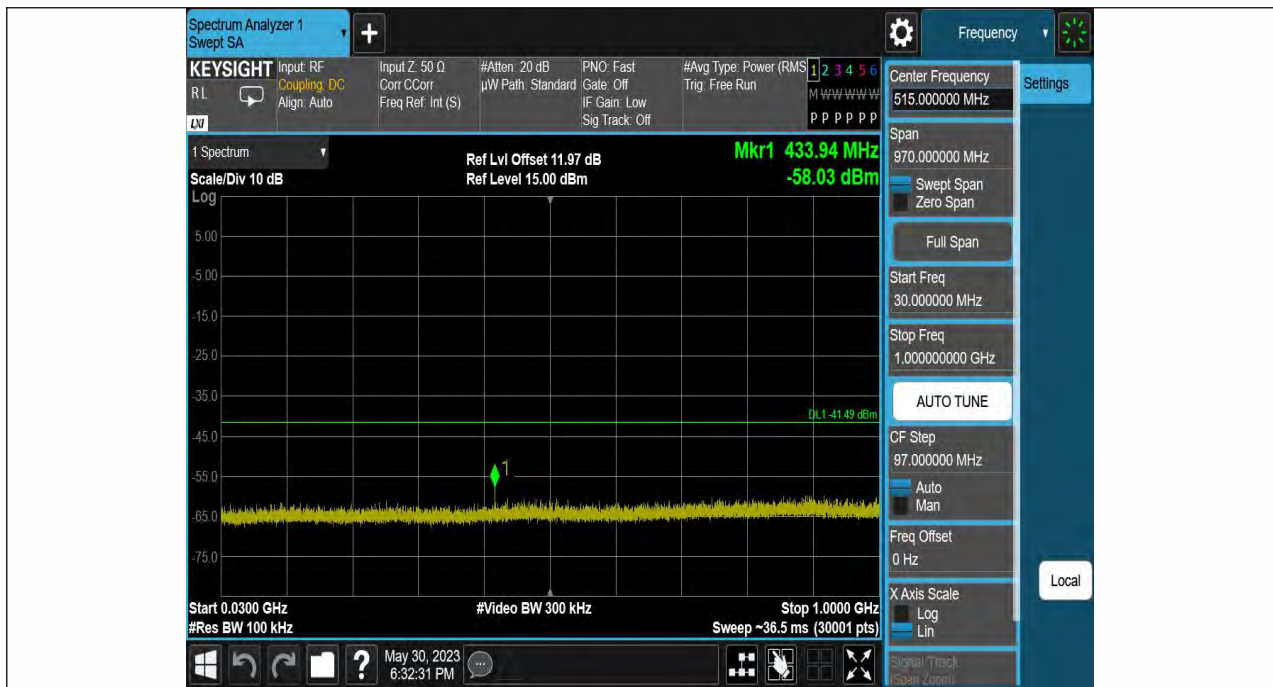 Spectrum Analyzer 1
Swept SA
+
Frequency
KEYSIGHT
RL
LXI
Input: RF
Coupling: DC
Align: Auto
Input Z: 50 Ω
Corr CCorr
Freq Ref: Int (S)
#Atten: 20 dB
µW Path: Standard
PNO: Fast
Gate: Off
IF Gain: Low
Sig Track: Off
#Avg Type: Power (RMS
Trig: Free Run
1 2 3 4 5 6
M W W W W W
P P P P P P
1 Spectrum
Scale/Div 10 dB
Log
Ref Lvl Offset 11.97 dB
Ref Level 15.00 dBm
Mkr1 433.94 MHz
-58.03 dBm
5.00
-5.00
-15.0
-25.0
-35.0
DL1 -41.49 dBm
-45.0
1
-55.0
-65.0
-75.0
Start 0.0300 GHz
#Res BW 100 kHz
#Video BW 300 kHz
Stop 1.0000 GHz
Sweep ~36.5 ms (30001 pts)
Center Frequency
515.000000 MHz
Settings
Span
970.000000 MHz
Swept Span
Zero Span
Full Span
Start Freq
30.000000 MHz
Stop Freq
1.000000000 GHz
AUTO TUNE
CF Step
97.000000 MHz
Auto
Man
Freq Offset
0 Hz
X Axis Scale
Log
Lin
Signal Track
(Span Zoom)
Local
?
May 30, 2023
6:32:31 PM